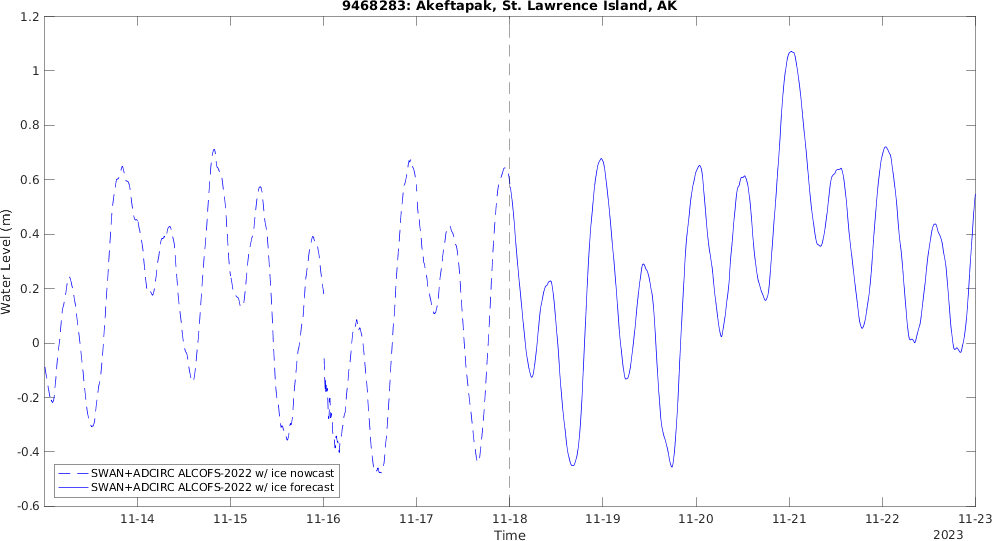 9468283: Akeftapak, St. Lawrence Island, AK
1.2
1
0.8
0.6
0.4
0.2
0
-0.2
-0.4
-0.6
Water Level (m)
SWAN+ADCIRC ALCOFS-2022 w/ ice nowcast
SWAN+ADCIRC ALCOFS-2022 w/ ice forecast
11-14 11-15 11-16 11-17 11-18 11-19 11-20 11-21 11-22 11-23
Time
2023